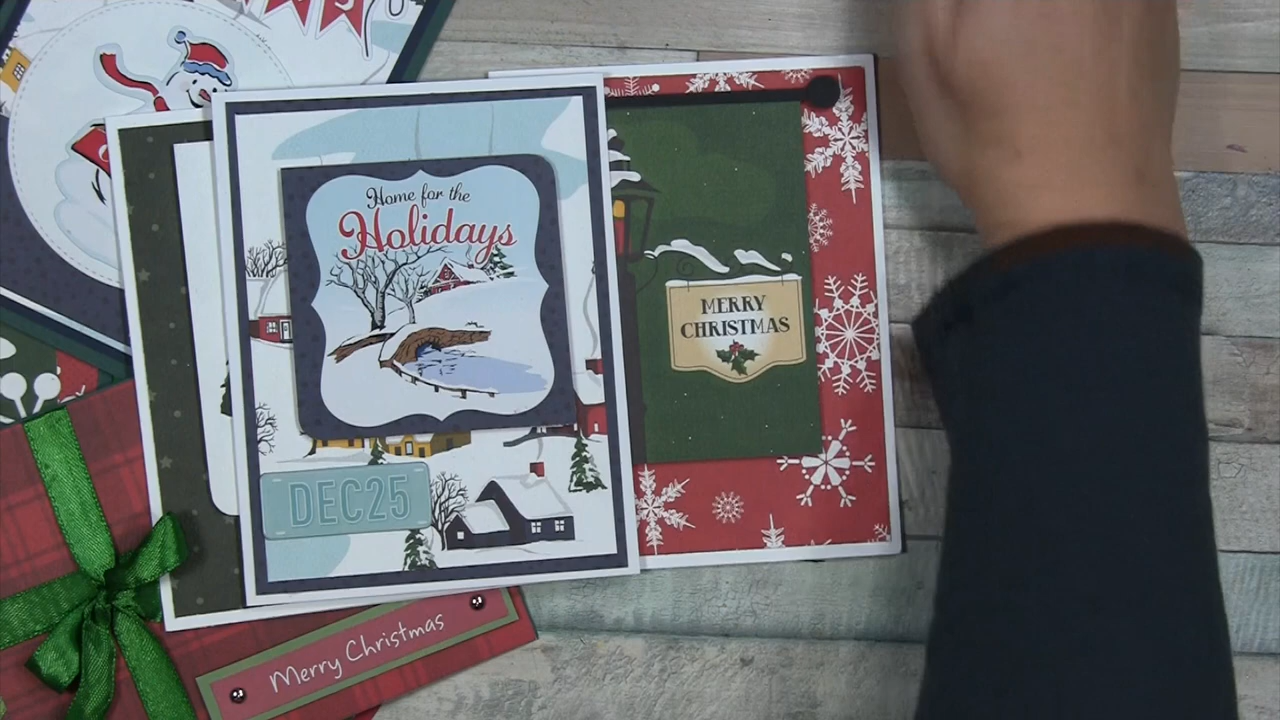 Home for the
Holidays
MERRY
CHRISTMAS
DEC25
Merry Christmas